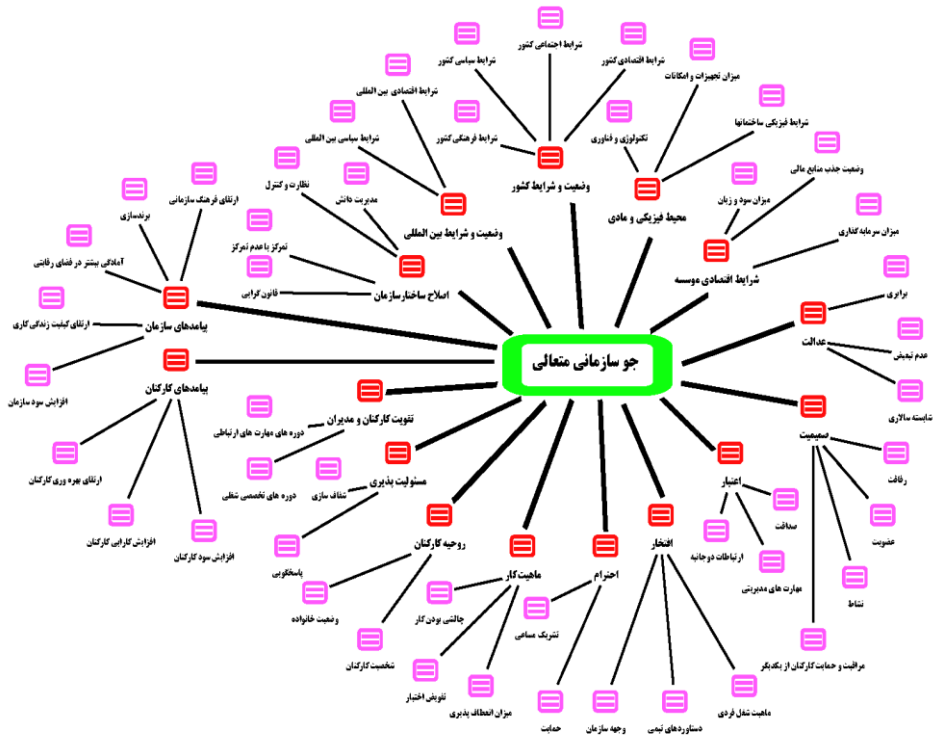 شرایط اجتماعی کشور
شرایط سیاسی کشور
شرایط اقتصادی کشور
میزان تجهیزات و امکانات
شرایط اقتصادی بین المللی
شرایط فیزیکی ساختمانها
تکنولوژی و فناوری
شرایط فرهنگی کشور
شرایط سیاسی بین المللی
وضعیت جذب منابع مالی
میزان سود و زیان
نظارت و کنترل
مدیریت دانش
وضعیت و شرایط کشور
محیط فیزیکی و مادی
وضعیت و شرایط بین المللی
ارتقای فرهنگ سازمانی
برندسازی
میزان سرمایه گذاری
تمرکز یا عدم تمرکز
آمادگی بیشتر در فضای رقابتی
شرایط اقتصادی موسسه
اصلاح ساختار سازمان
قانون گرایی
برابری
پیامدهای سازمان
ارتقای کیفیت زندگی کاری
عدالت
عدم تبعیض
جو سازمانی متعالی
پیامدهای کارکنان
افزایش سود سازمان
شایسته سالاری
تقویت کارکنان و مدیران
دوره های مهارت های ارتباطی
صمیمیت
رفاقت
مسئولیت پذیری
اعتبار
ارتقای بهره وری کارکنان
دوره های تخصصی شغلی
شفاف سازی
صداقت
عضویت
افزایش کارایی کارکنان
افزایش سود کارکنان
روحیه کارکنان
افتخار
ارتباطات دوجانبه
پاسخگویی
ماهیت کار
احترام
مهارت های مدیریتی
نشاط
وضعیت خانواده
چالشی بودن کار
تشریک مساعی
شخصیت کارکنان
مراقبت و حمایت کارکنان از یکدیگر
تفویض اختیار
میزان انعطاف پذیری
ماهیت شغل فردی
حمایت
وجهه سازمان
دستاوردهای تیمی